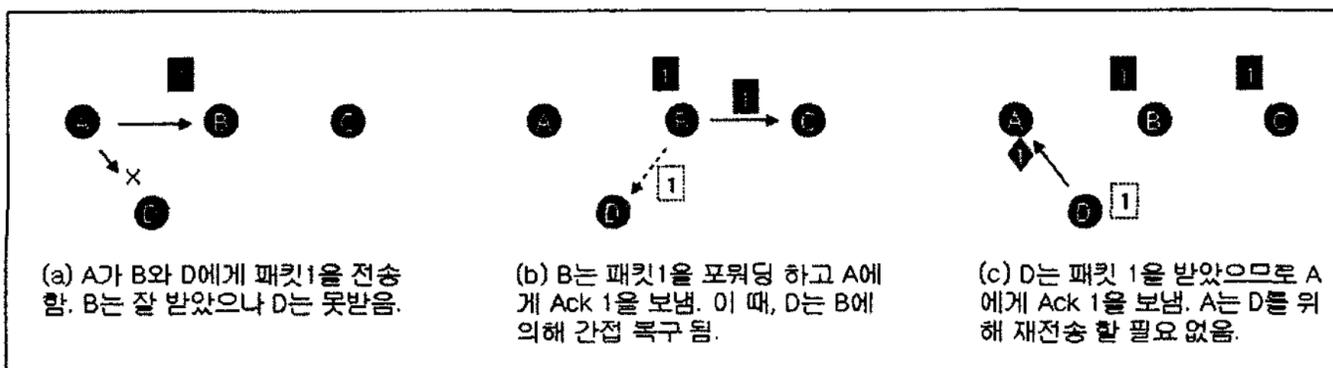 1
A
B
C
D
(a) A가 B와 D에게 패킷1을 전송
함. B는 잘 받았으나 D는 못받음.
1
1
A
B
C
1
D
(b) B는 패킷1을 포워딩 하고 A에
게 Ack 1을 보냄. 이 때, D는 B에
의해 간접 복구 됨.
1
1
A
B
C
1
D
1
(c) D는 패킷 1을 받았으므로 A
에게 Ack 1을 보냄. A는 D를 위
해 재전송 할 필요 없음.